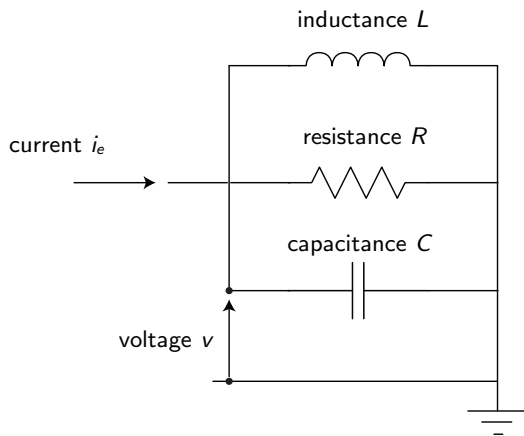 inductance L
resistance R
current iₑ
capacitance C
voltage v